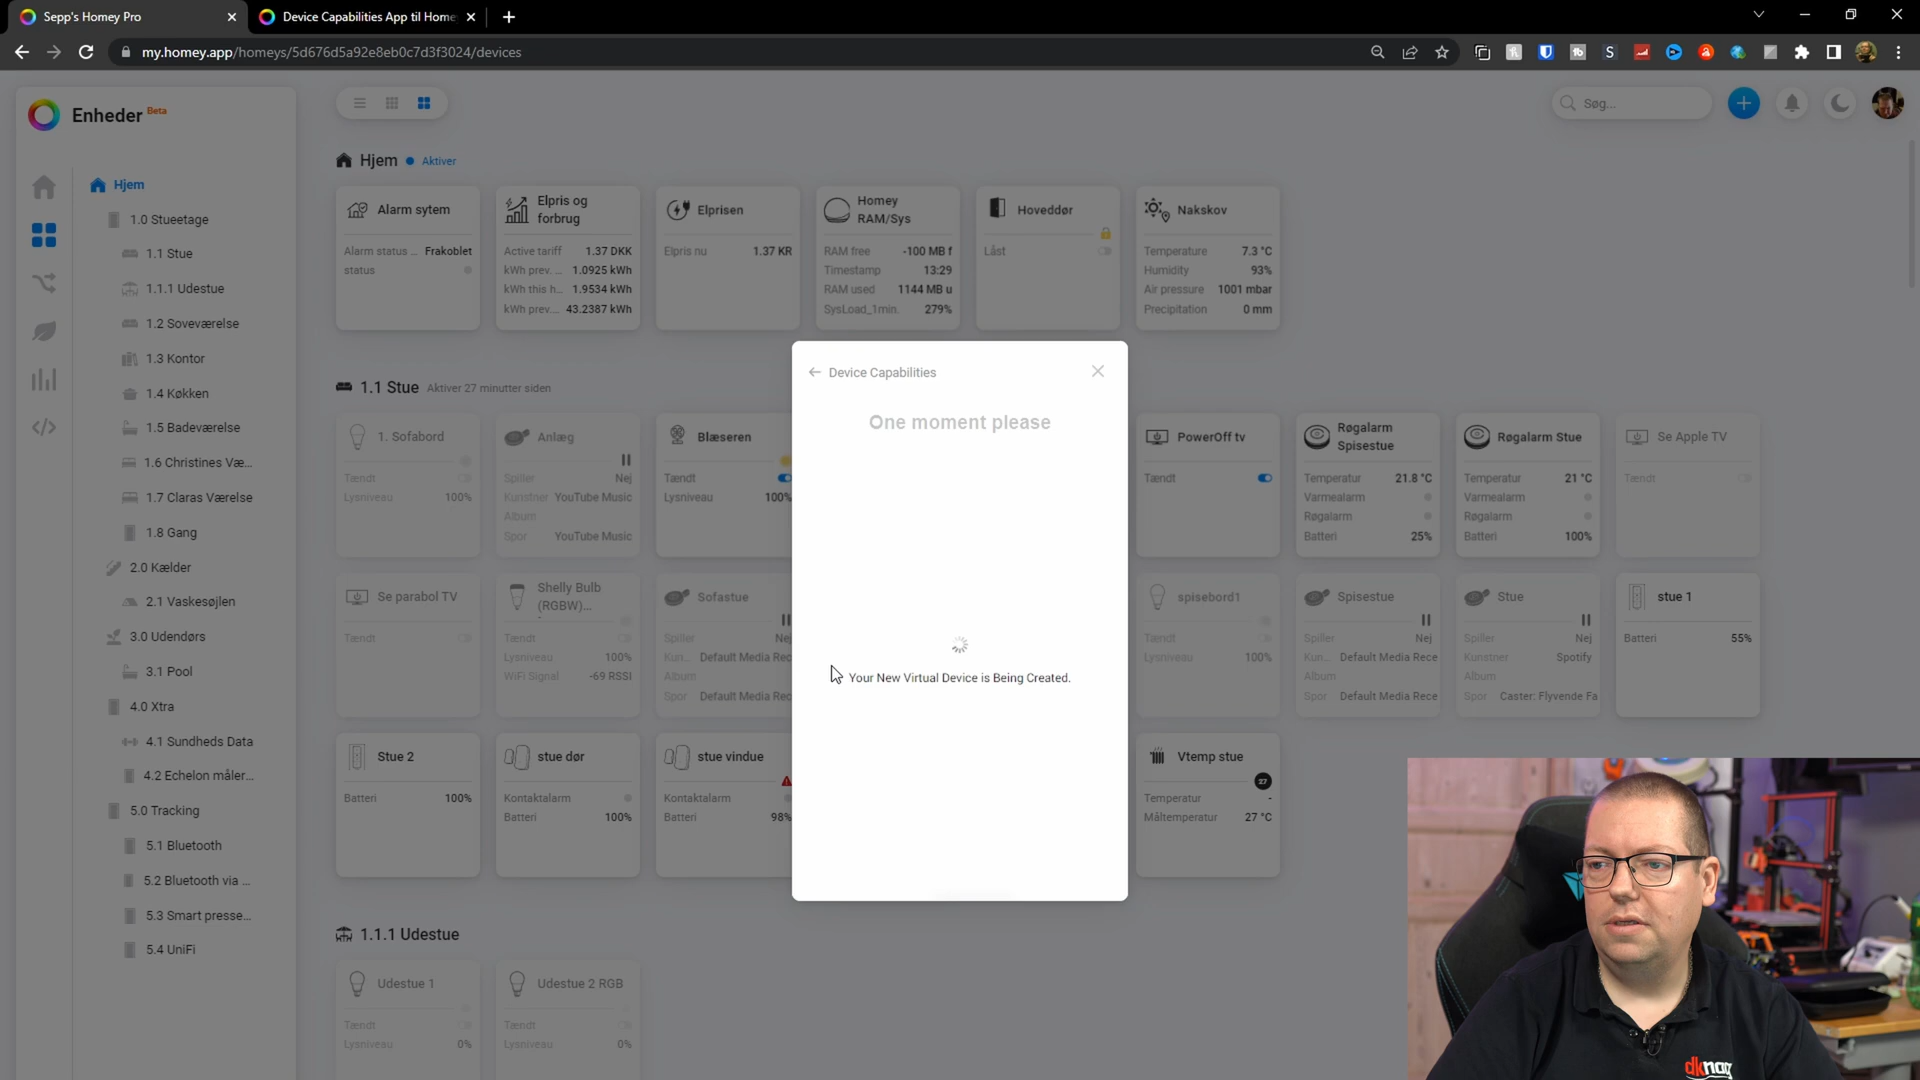 Sepp's Homey Pro
Device Capabilities App til Home
my.homey.app/homeys/5d676d5a92e8eb0c7d3f3024/devices
Enheder Beta
Søg...
Hjem
1.0 Stueetage
1.1 Stue
1.1.1 Udestue
1.2 Soveværelse
1.3 Kontor
1.4 Køkken
1.5 Badeværelse
1.6 Christines Væ...
1.7 Claras Værelse
1.8 Gang
2.0 Kælder
2.1 Vaskesøjlen
3.0 Udendørs
3.1 Pool
4.0 Xtra
4.1 Sundheds Data
4.2 Echelon måler...
5.0 Tracking
5.1 Bluetooth
5.2 Bluetooth via ...
5.3 Smart presse...
5.4 UniFi
Hjem Aktiver
Alarm sytem
Alarm status ... Frakoblet
status
Elpris og
forbrug
Active tariff 1.37 DKK
kWh prev. ... 1.0925 kWh
kWh this h... 1.9534 kWh
kWh prev.... 43.2387 kWh
Elprisen
Elpris nu 1.37 KR
Homey
RAM/Sys
RAM free -100 MB f
Timestamp 13:29
RAM used 1144 MB u
SysLoad_1min. 279%
Hoveddør
Låst
Nakskov
Temperature 7.3 °C
Humidity 93%
Air pressure 1001 mbar
Precipitation 0 mm
1.1 Stue Aktiver 27 minutter siden
1. Sofabord
Tændt
Lysniveau 100%
Anlæg
Spiller Nej
Kunstner YouTube Music
Album
Spor YouTube Music
Blæseren
Tændt
Lysniveau 100%
Device Capabilities
One moment please
Your New Virtual Device is Being Created.
PowerOff tv
Tændt
Røgalarm
Spisestue
Temperatur 21.8 °C
Varmealarm
Røgalarm
Batteri 25%
Røgalarm Stue
Temperatur 21 °C
Varmealarm
Røgalarm
Batteri 100%
Se Apple TV
Tændt
Se parabol TV
Tændt
Shelly Bulb
(RGBW)...
Tændt
Lysniveau 100%
WiFi Signal -69 RSSI
Sofastue
Spiller Nej
Kun... Default Media Rec
Album
Spor Default Media Rec
spisebord1
Tændt
Lysniveau 100%
Spisestue
Spiller Nej
Kun... Default Media Rece
Album
Spor Default Media Rece
Stue
Spiller Nej
Kunstner Spotify
Album
Spor Caster: Flyvende Fa
stue 1
Batteri 55%
Stue 2
Batteri 100%
stue dør
Kontaktalarm
Batteri 100%
stue vindue
Kontaktalarm
Batteri 98%
Vtemp stue
27
Temperatur -
Måltemperatur 27 °C
1.1.1 Udestue
Udestue 1
Tændt
Lysniveau 0%
Udestue 2 RGB
Tændt
Lysniveau 0%